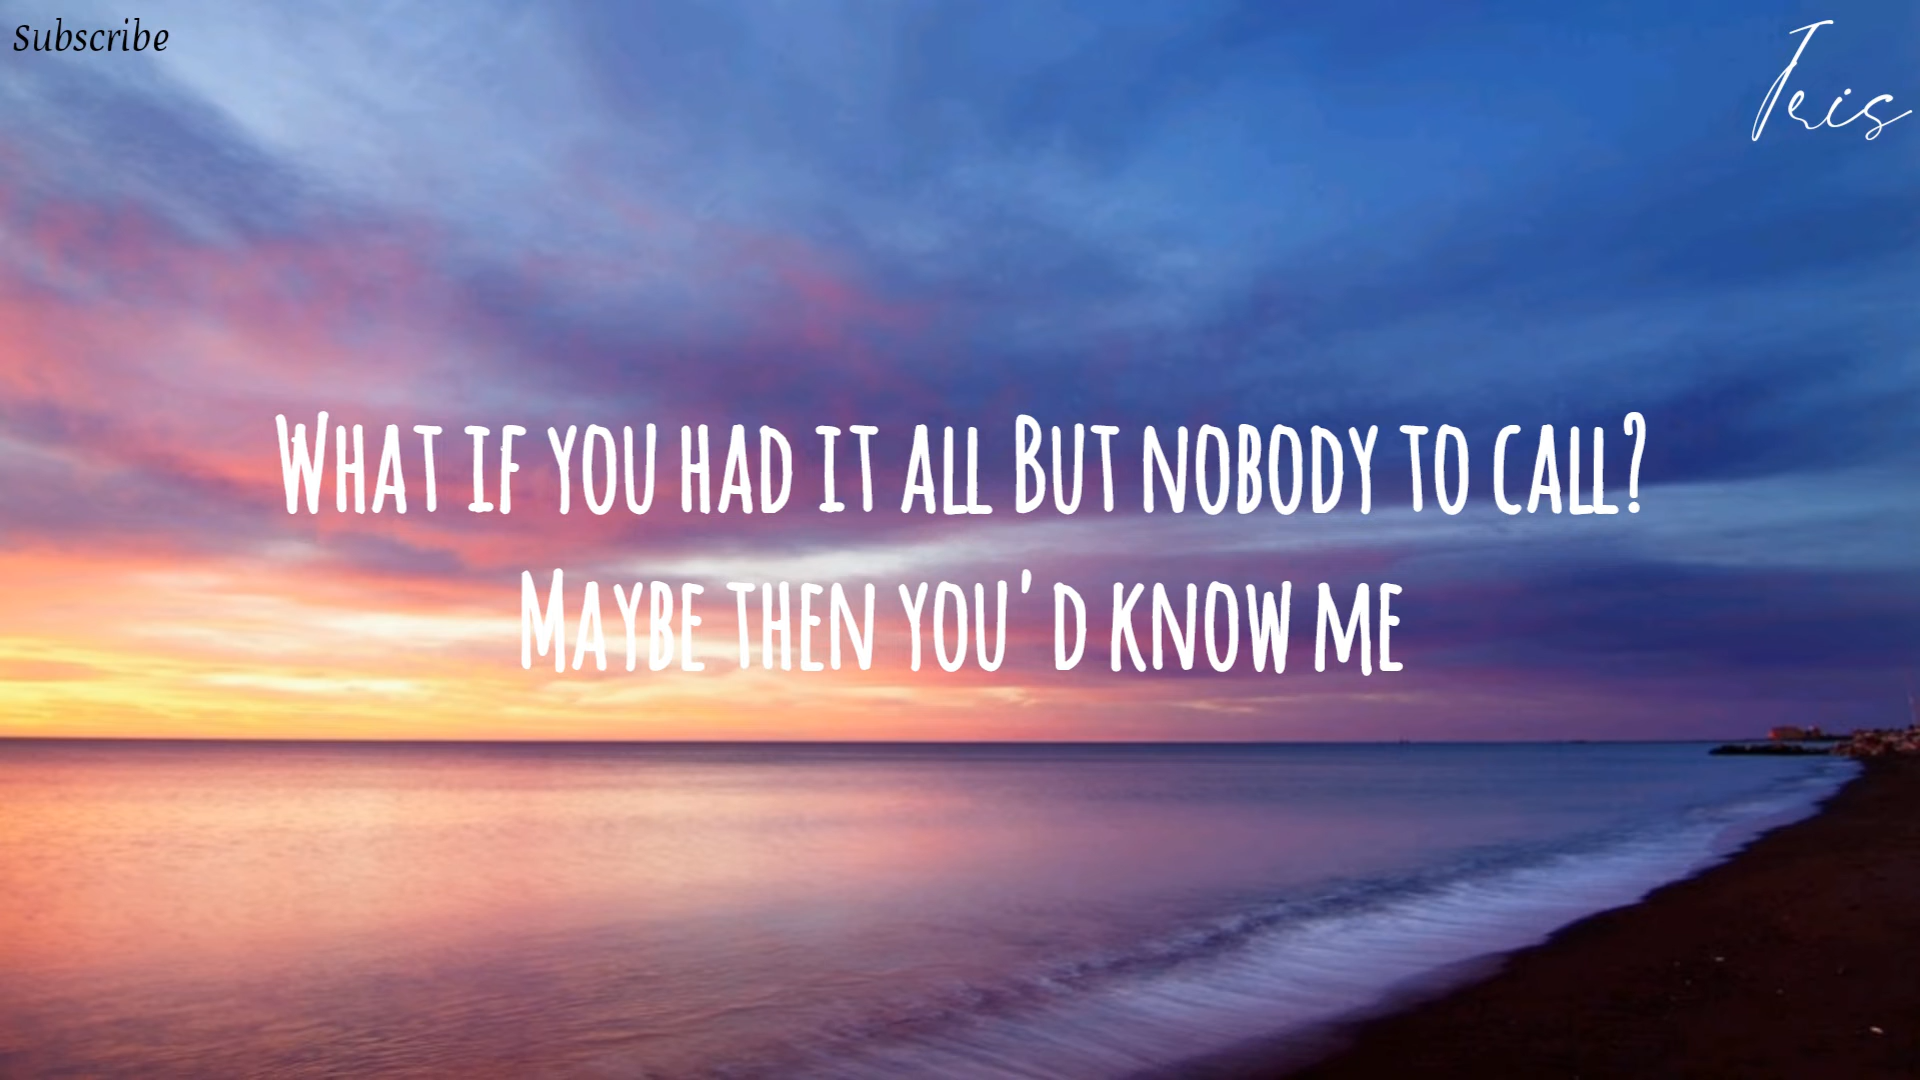 Subscribe
Iris
What if you had it all But nobody to call?
Maybe then you'd know me